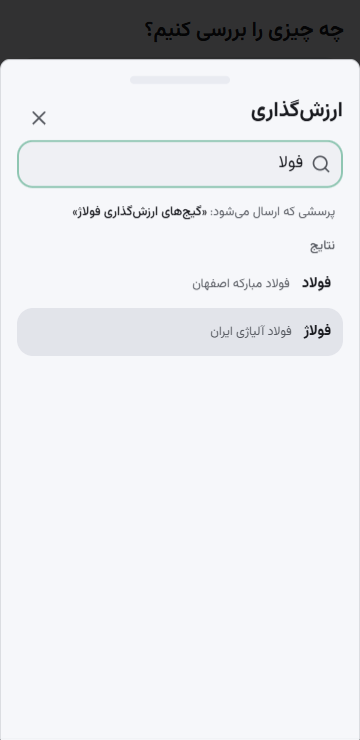 چه چیزی را بررسی کنیم؟
ارزش‌گذاری
فولا
پرسشی که ارسال می‌شود: «گیج‌های ارزش‌گذاری فولاژ»
نتایج
فولاد فولاد مبارکه اصفهان
فولاژ فولاد آلیاژی ایران